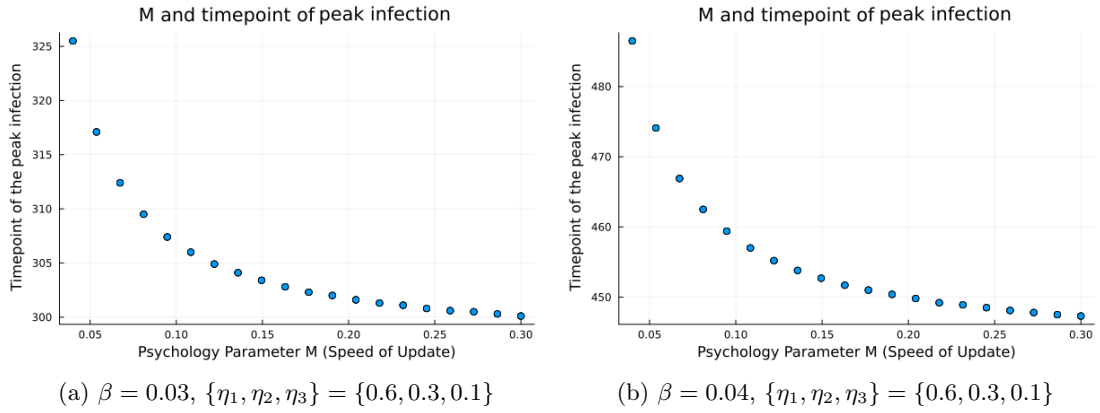 M and timepoint of peak infection
Timepoint of the peak infection
325
320
315
310
305
300
0.05 0.10 0.15 0.20 0.25 0.30
Psychology Parameter M (Speed of Update)
(a) β = 0.03, {η₁, η₂, η₃} = {0.6, 0.3, 0.1}
M and timepoint of peak infection
Timepoint of the peak infection
480
470
460
450
0.05 0.10 0.15 0.20 0.25 0.30
Psychology Parameter M (Speed of Update)
(b) β = 0.04, {η₁, η₂, η₃} = {0.6, 0.3, 0.1}